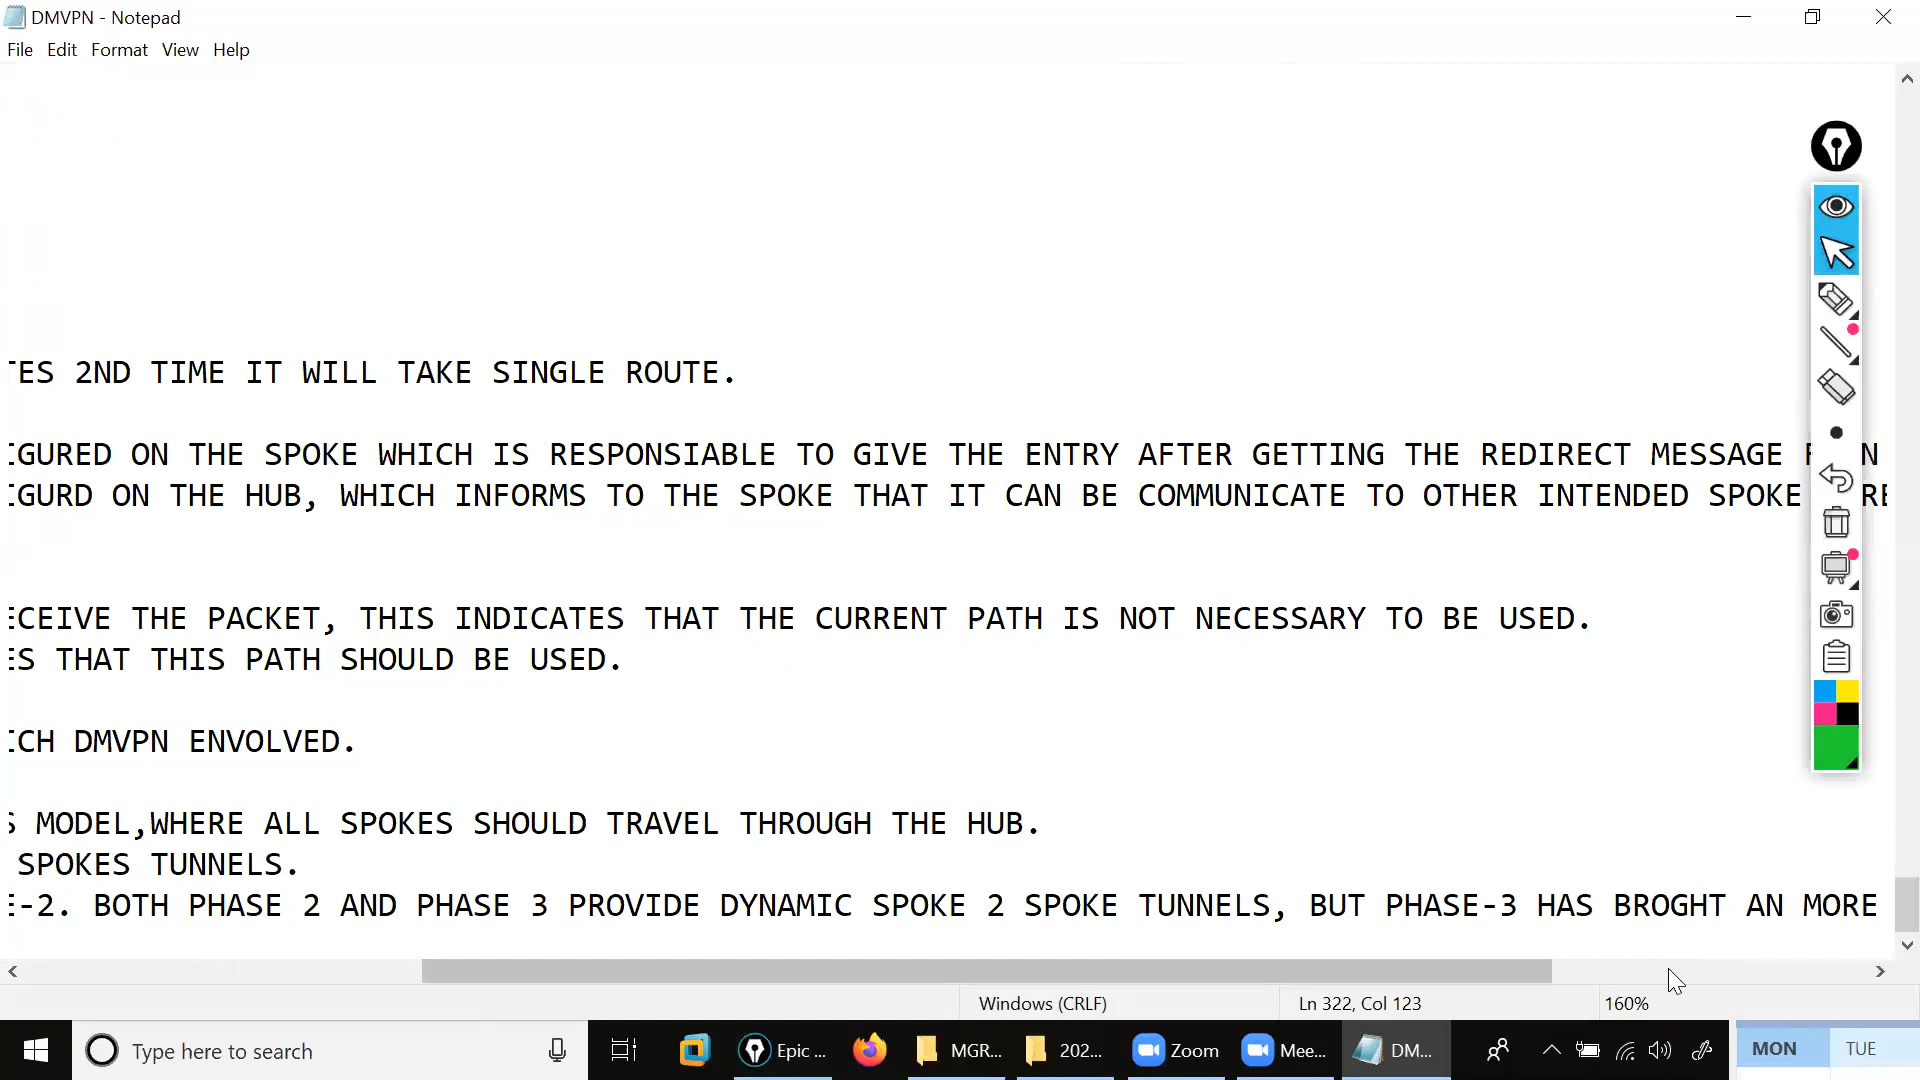 DMVPN - Notepad
File Edit Format View Help
TES 2ND TIME IT WILL TAKE SINGLE ROUTE.
IGURED ON THE SPOKE WHICH IS RESPONSIABLE TO GIVE THE ENTRY AFTER GETTING THE REDIRECT MESSAGE
IGURD ON THE HUB, WHICH INFORMS TO THE SPOKE THAT IT CAN BE COMMUNICATE TO OTHER INTENDED SPOKE
ECEIVE THE PACKET, THIS INDICATES THAT THE CURRENT PATH IS NOT NECESSARY TO BE USED.
ES THAT THIS PATH SHOULD BE USED.
ICH DMVPN ENVOLVED.
S MODEL,WHERE ALL SPOKES SHOULD TRAVEL THROUGH THE HUB.
SPOKES TUNNELS.
E-2. BOTH PHASE 2 AND PHASE 3 PROVIDE DYNAMIC SPOKE 2 SPOKE TUNNELS, BUT PHASE-3 HAS BROGHT AN MORE
Windows (CRLF) Ln 322, Col 123 160%
Type here to search Epic ... MGR... 202... Zoom Mee... DM... MON TUE